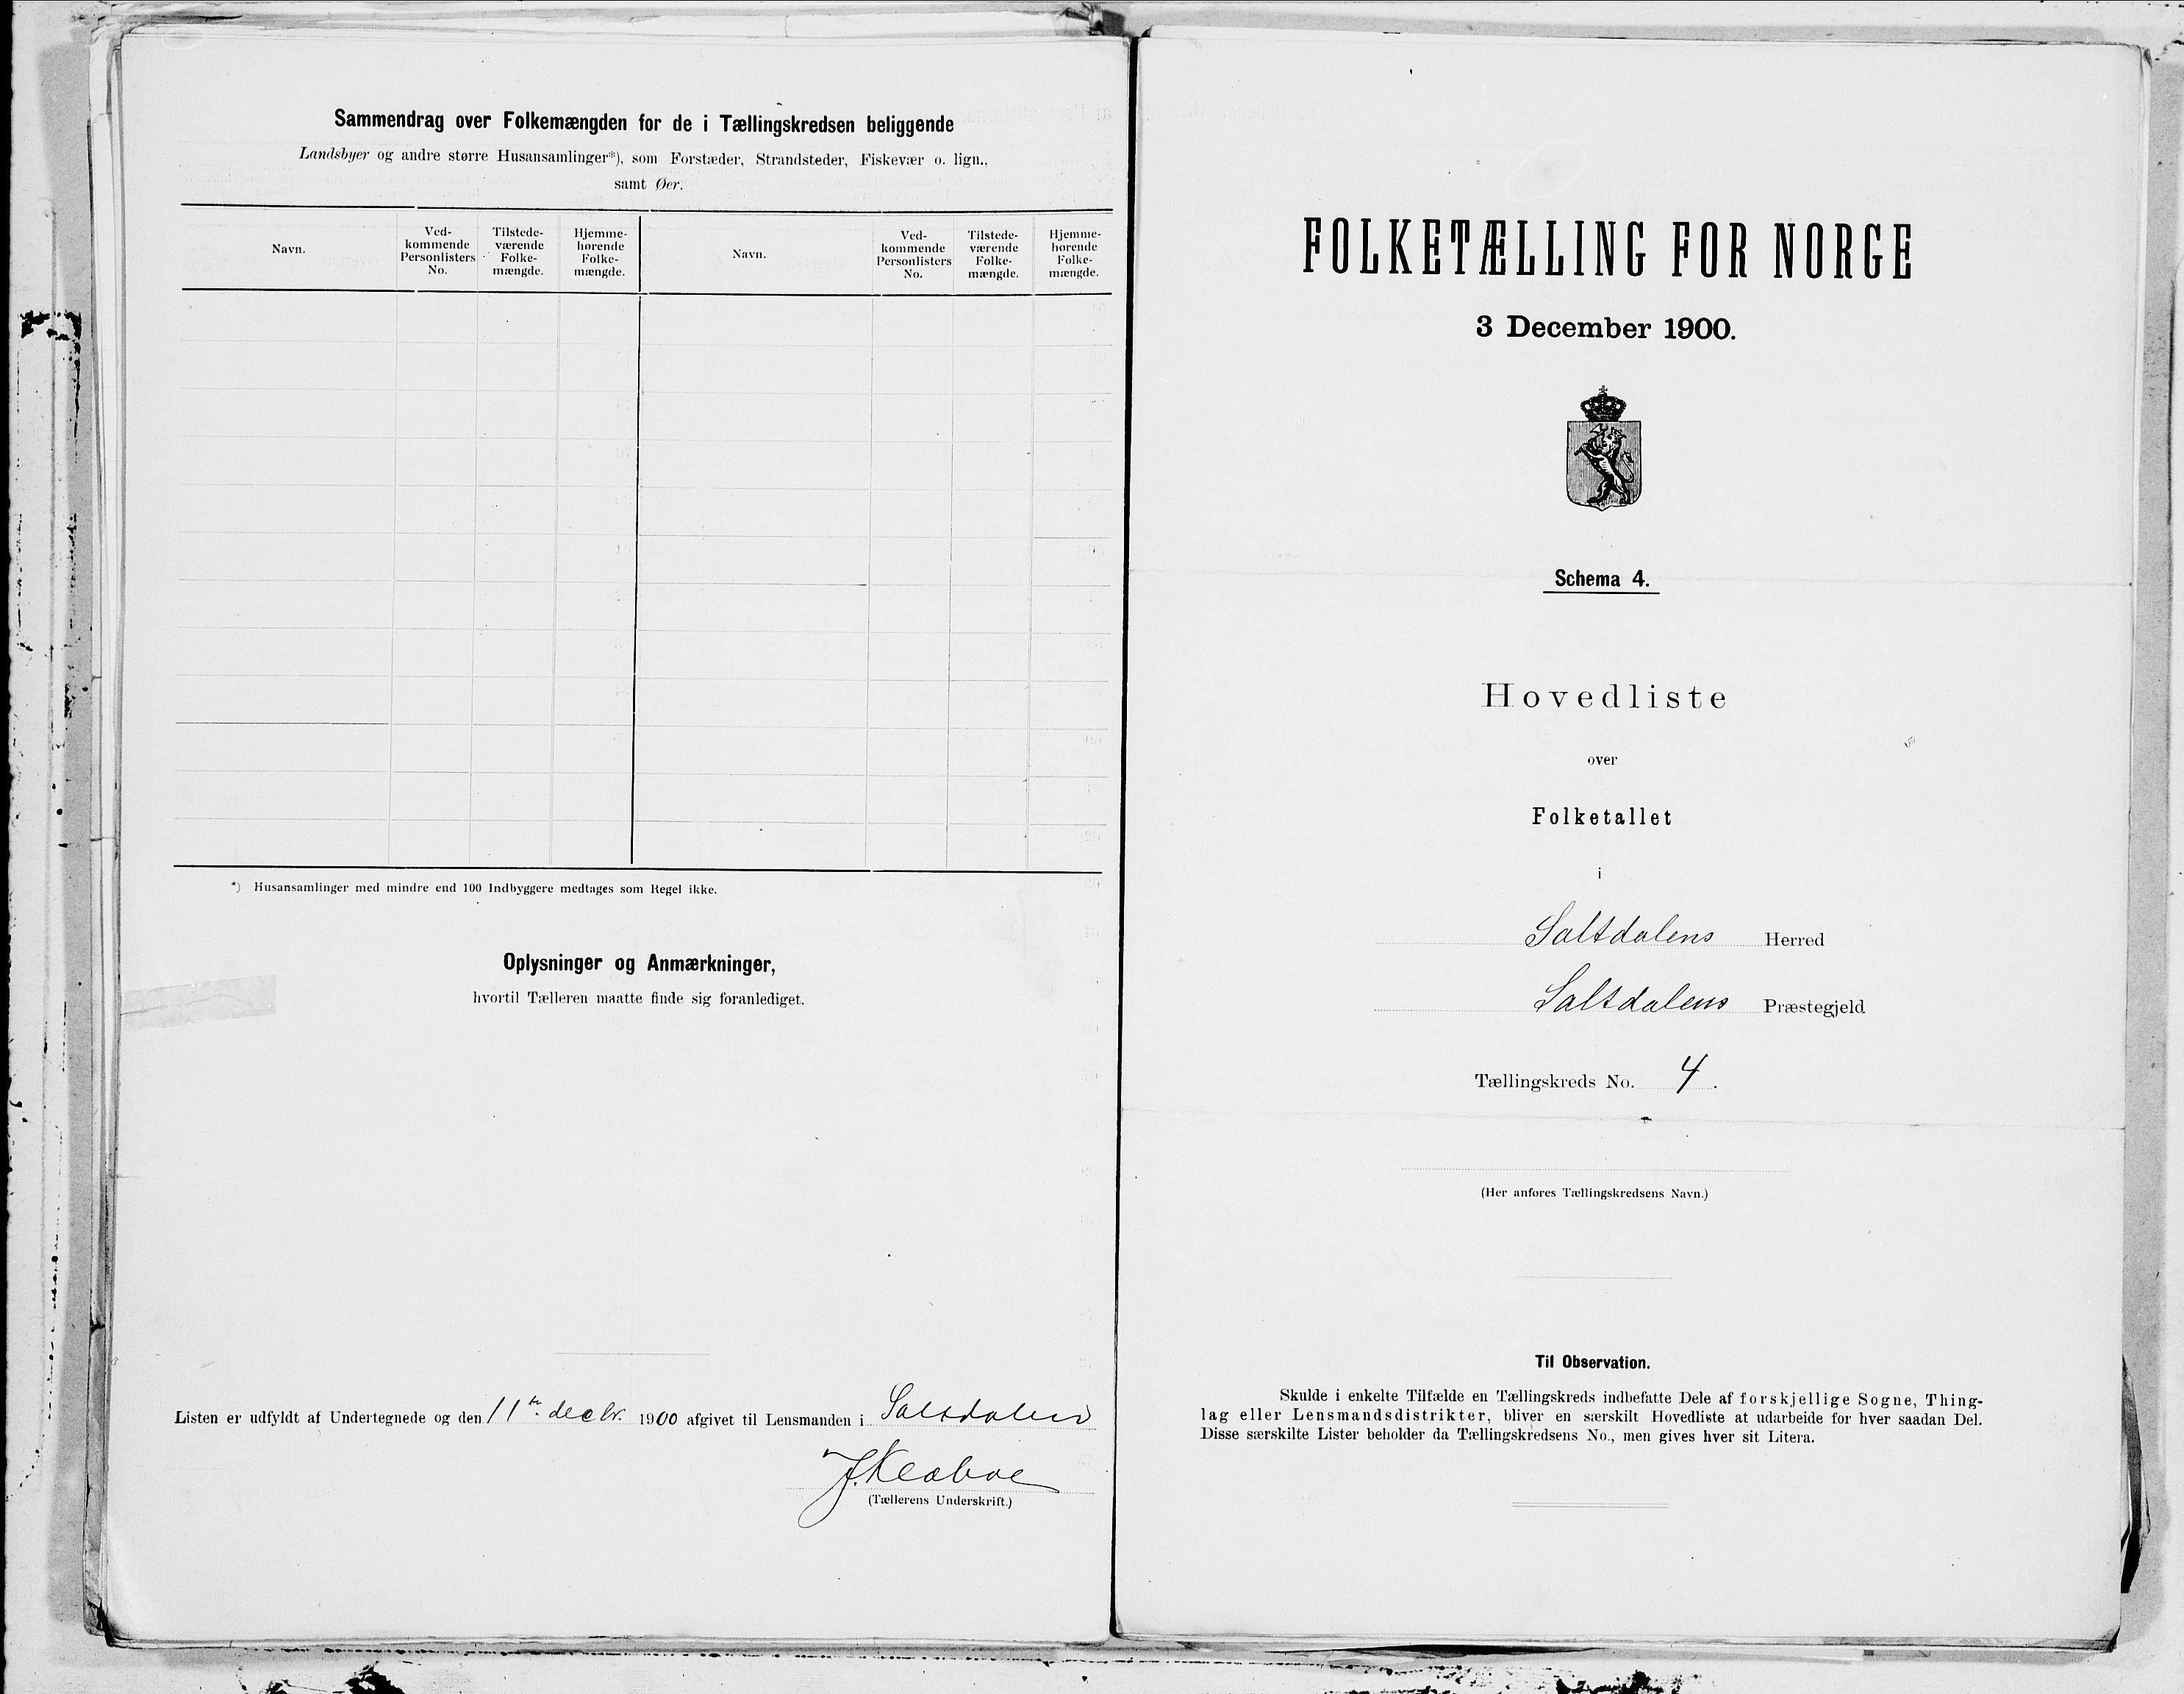 Sammendrag over Folkemængden for de i Tællingskredsen beliggende
Landsbyer og andre større Husansamlinger*), som Forstæder, Strandsteder, Fiskevær o. lign.,
samt Øer.
Navn.
Ved-
kommende
Personlisters
No.
Tilstede-
værende
Folke-
mængde.
Hjemme-
hørende
Folke-
mængde.
Navn.
Ved-
kommende
Personlisters
No.
Tilstede-
værende
Folke-
mængde.
Hjemme-
hørende
Folke-
mængde.
*) Husansamlinger med mindre end 100 Indbyggere medtages som Regel ikke.
Oplysninger og Anmærkninger,
hvortil Tælleren maatte finde sig foranlediget.
Listen er udfyldt af Undertegnede og den 11te decbr. 1900 afgivet til Lensmanden i Saltdalen
J. Klæboe
(Tællerens Underskrift.)
FOLKETÆLLING FOR NORGE
3 December 1900.
Schema 4.
Hovedliste
over
Folketallet
i
Saltdalens Herred
Saltdalens Præstegjeld
Tællingskreds No. 4.
(Her anføres Tællingskredsens Navn.)
Til Observation.
Skulde i enkelte Tilfælde en Tællingskreds indbefatte Dele af forskjellige Sogne, Thing-
lag eller Lensmandsdistrikter, bliver en særskilt Hovedliste at udarbeide for hver saadan Del.
Disse særskilte Lister beholder da Tællingskredsens No., men gives hver sit Litera.